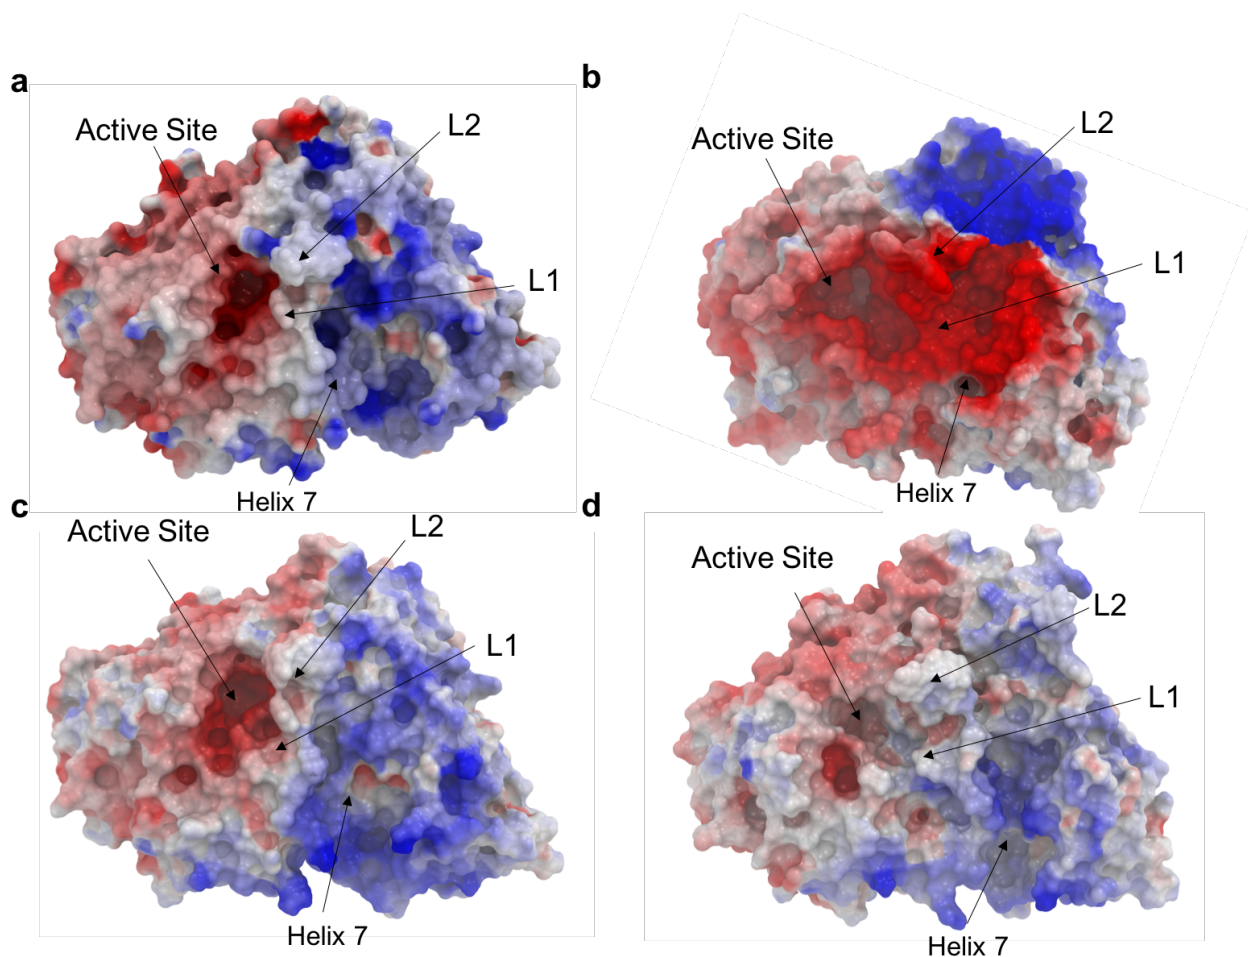 a
Active Site
L2
L1
Helix 7
b
Active Site
L2
L1
Helix 7
c
Active Site
L2
L1
Helix 7
d
Active Site
L2
L1
Helix 7